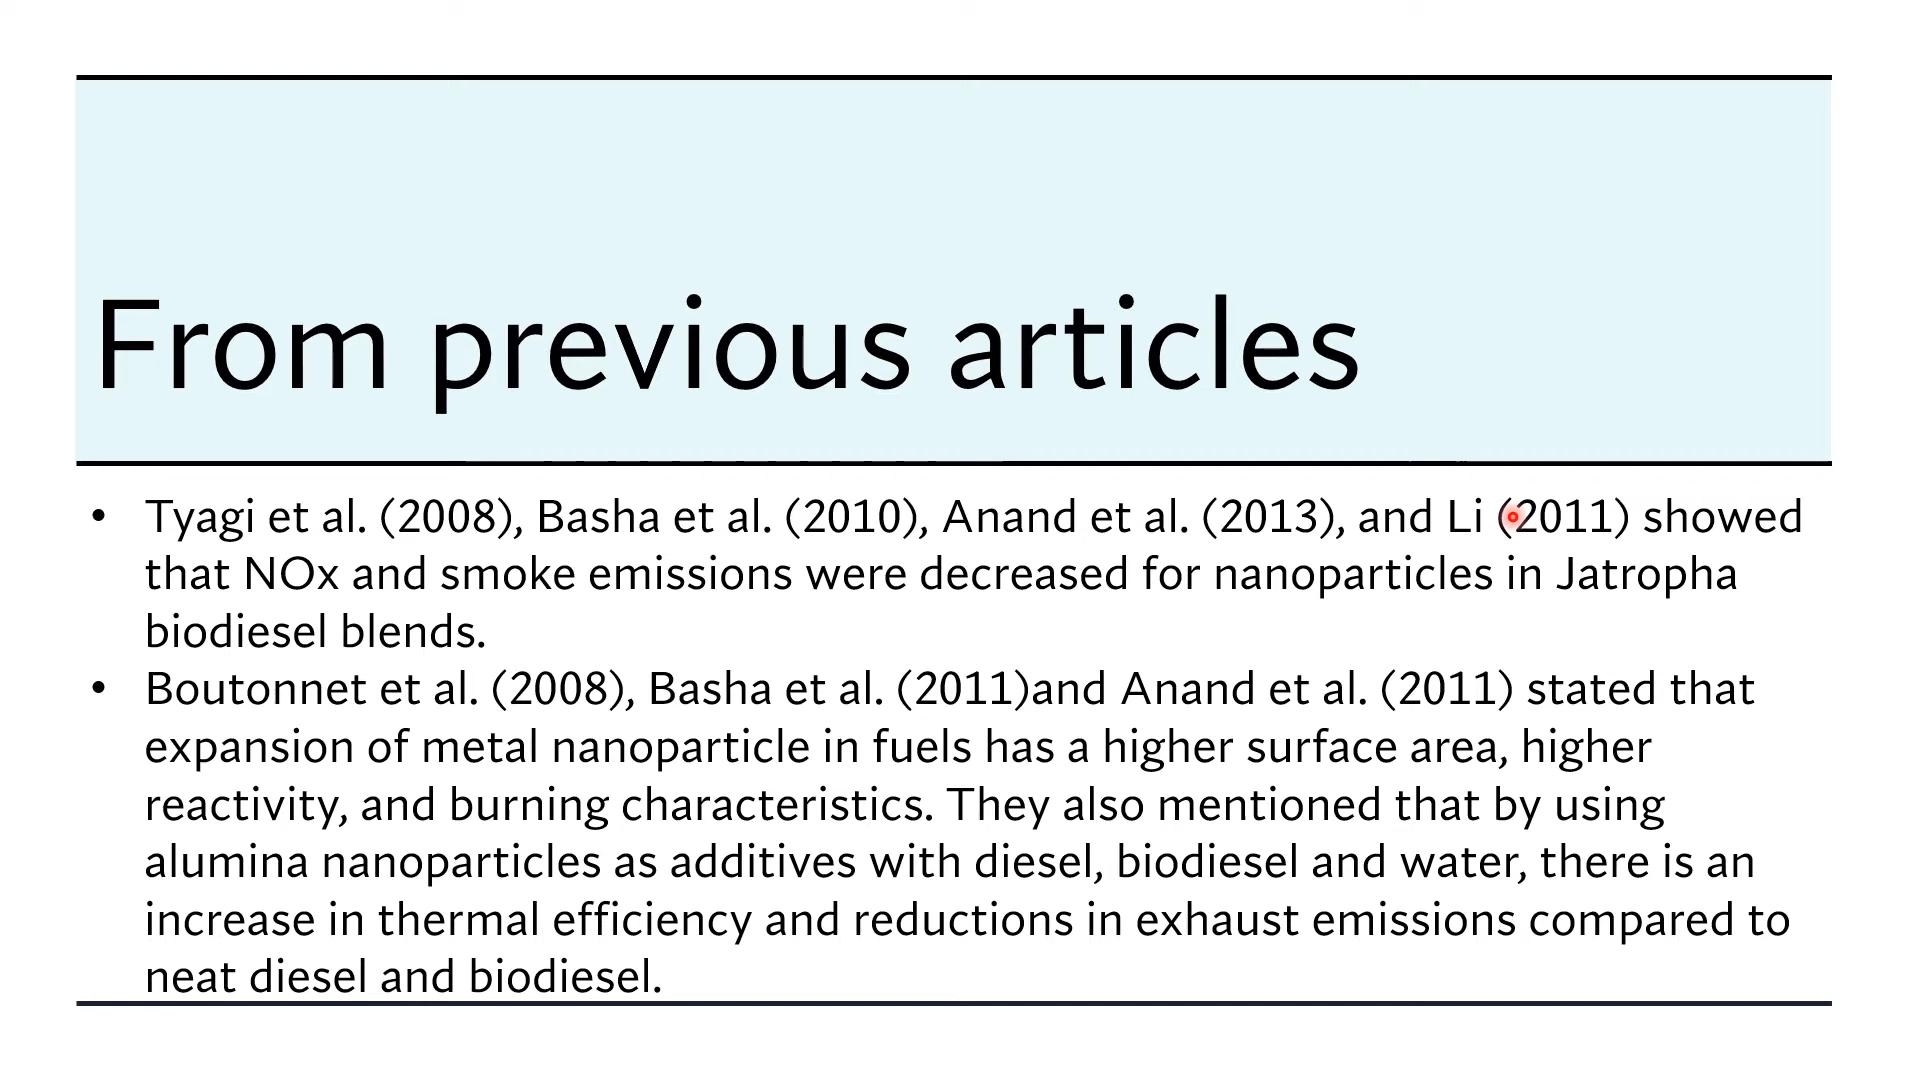 From previous articles
• Tyagi et al. (2008), Basha et al. (2010), Anand et al. (2013), and Li (2011) showed
that NOx and smoke emissions were decreased for nanoparticles in Jatropha
biodiesel blends.
• Boutonnet et al. (2008), Basha et al. (2011)and Anand et al. (2011) stated that
expansion of metal nanoparticle in fuels has a higher surface area, higher
reactivity, and burning characteristics. They also mentioned that by using
alumina nanoparticles as additives with diesel, biodiesel and water, there is an
increase in thermal efficiency and reductions in exhaust emissions compared to
neat diesel and biodiesel.